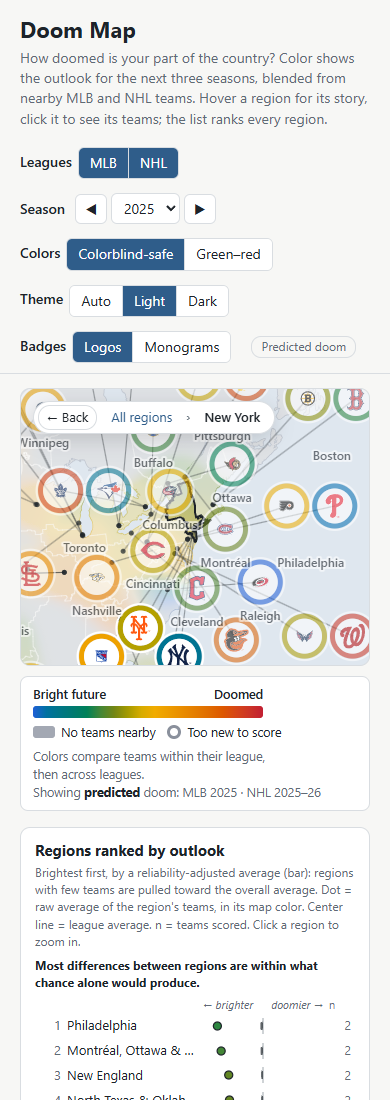 Doom Map
How doomed is your part of the country? Color shows
the outlook for the next three seasons, blended from
nearby MLB and NHL teams. Hover a region for its story,
click it to see its teams; the list ranks every region.
Leagues MLB NHL
Season ◀ 2025 ▶
Colors Colorblind-safe Green–red
Theme Auto Light Dark
Badges Logos Monograms Predicted doom
← Back All regions › New York
Winnipeg
Pittsburgh
Buffalo
Boston
Ottawa
Columbus
Toronto
Montréal
Philadelphia
Cincinnati
Nashville
Raleigh
Cleveland
is
Bright future Doomed
No teams nearby Too new to score
Colors compare teams within their league,
then across leagues.
Showing predicted doom: MLB 2025 · NHL 2025–26
Regions ranked by outlook
Brightest first, by a reliability-adjusted average (bar): regions
with few teams are pulled toward the overall average. Dot =
raw average of the region's teams, in its map color. Center
line = league average. n = teams scored. Click a region to
zoom in.
Most differences between regions are within what
chance alone would produce.
← brighter doomier → n
1 Philadelphia 2
2 Montréal, Ottawa & ... 2
3 New England 2